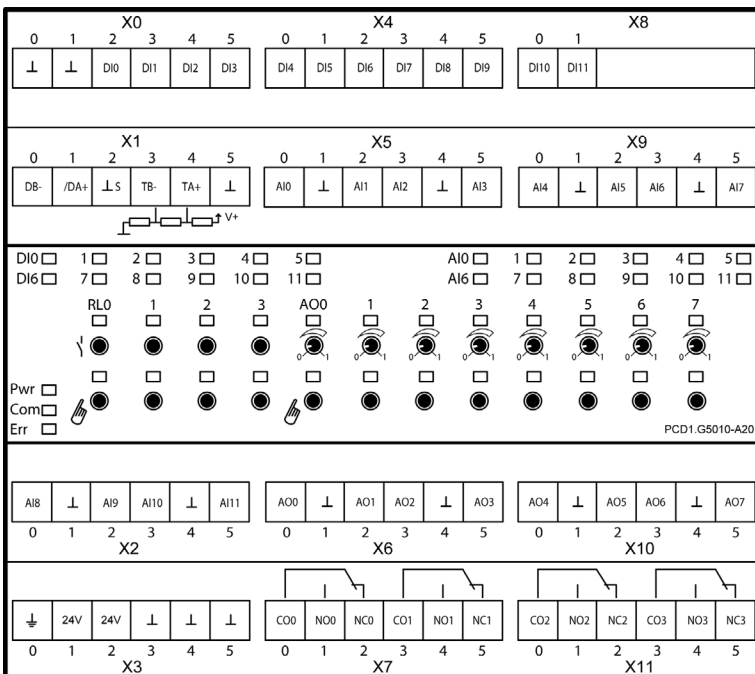 X0 X4 X8
0 1 2 3 4 5 0 1 2 3 4 5 0 1
DI0 DI1 DI2 DI3 DI4 DI5 DI6 DI7 DI8 DI9 DI10 DI11
X1 X5 X9
0 1 2 3 4 5 0 1 2 3 4 5 0 1 2 3 4 5
DB- /DA+ ⊥ S TB- TA+ ⊥ AI0 ⊥ AI1 AI2 ⊥ AI3 AI4 ⊥ AI5 AI6 ⊥ AI7
V+
DI0 1 2 3 4 5 AI0 1 2 3 4 5
DI6 7 8 9 10 11 AI6 7 8 9 10 11
RL0 1 2 3 AO0 1 2 3 4 5 6 7
0 1 0 1 0 1 0 1 0 1 0 1 0 1 0 1
Pwr
Com
Err PCD1.G5010-A20
AI8 ⊥ AI9 AI10 ⊥ AI11 AO0 ⊥ AO1 AO2 ⊥ AO3 AO4 ⊥ AO5 AO6 ⊥ AO7
0 1 2 3 4 5 0 1 2 3 4 5 0 1 2 3 4 5
X2 X6 X10
24V 24V ⊥ ⊥ ⊥ CO0 NO0 NC0 CO1 NO1 NC1 CO2 NO2 NC2 CO3 NO3 NC3
0 1 2 3 4 5 0 1 2 3 4 5 0 1 2 3 4 5
X3 X7 X11